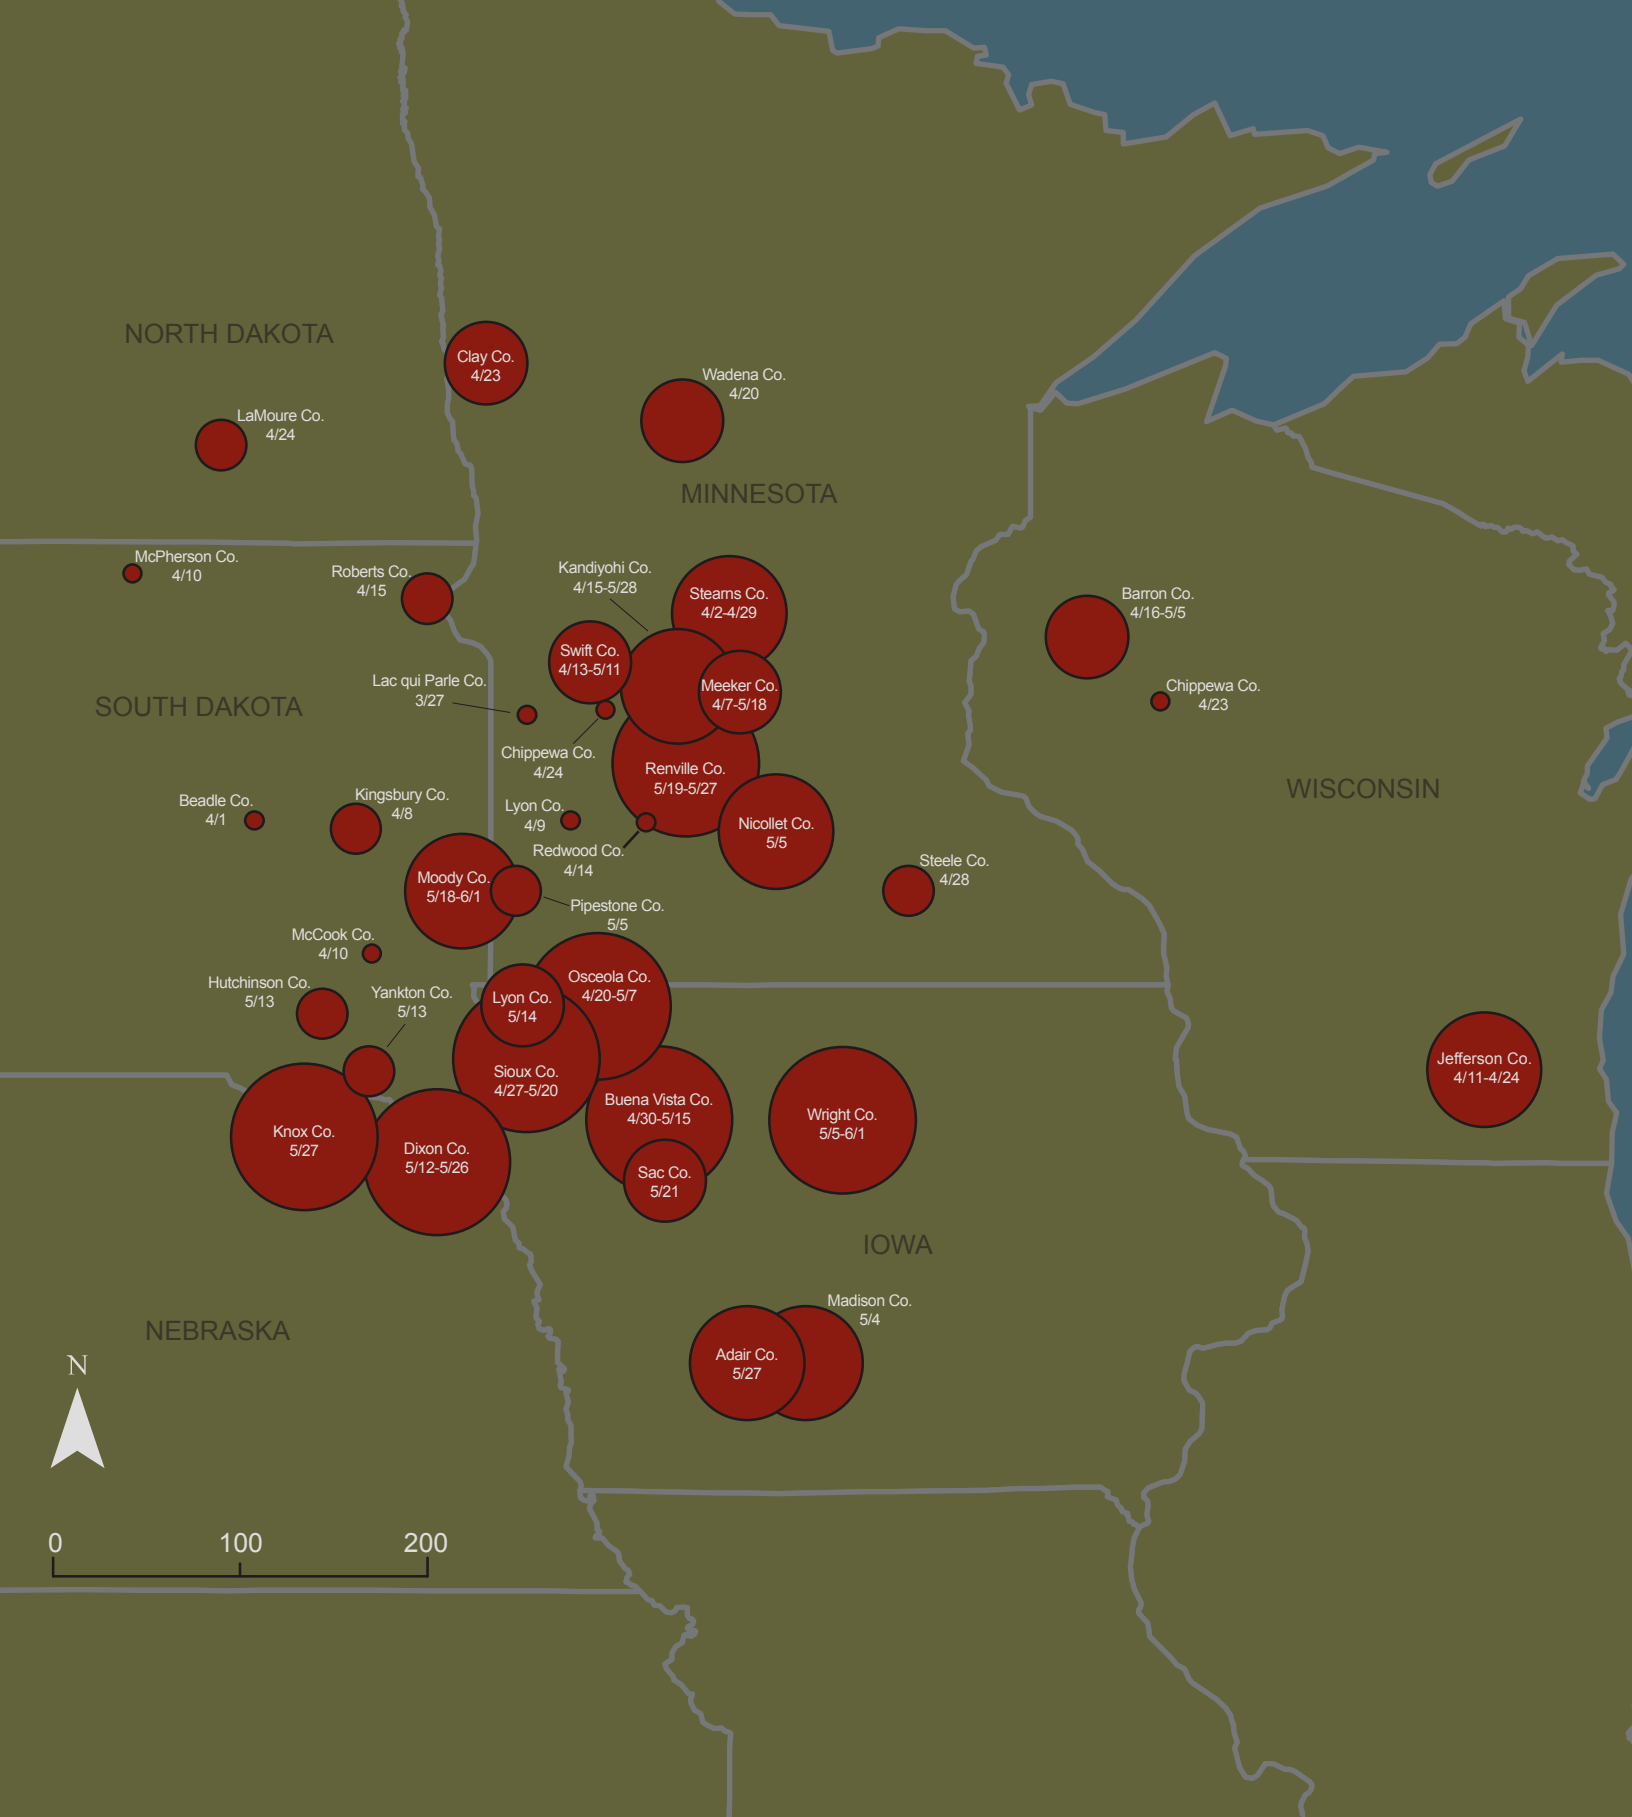 NORTH DAKOTA
Clay Co.
4/23
Wadena Co.
4/20
LaMoure Co.
4/24
MINNESOTA
McPherson Co.
4/10
Roberts Co.
4/15
Kandiyohi Co.
4/15-5/28
Stearns Co.
4/2-4/29
Barron Co.
4/16-5/5
Swift Co.
4/13-5/11
Lac qui Parle Co.
3/27
Meeker Co.
4/7-5/18
Chippewa Co.
4/23
SOUTH DAKOTA
Chippewa Co.
4/24
Renville Co.
5/19-5/27
WISCONSIN
Beadle Co.
4/1
Kingsbury Co.
4/8
Lyon Co.
4/9
Nicollet Co.
5/5
Redwood Co.
4/14
Steele Co.
4/28
Moody Co.
5/18-6/1
Pipestone Co.
5/5
McCook Co.
4/10
Hutchinson Co.
5/13
Yankton Co.
5/13
Lyon Co.
5/14
Osceola Co.
4/20-5/7
Sioux Co.
4/27-5/20
Jefferson Co.
4/11-4/24
Buena Vista Co.
4/30-5/15
Wright Co.
5/5-6/1
Knox Co.
5/27
Dixon Co.
5/12-5/26
Sac Co.
5/21
IOWA
Madison Co.
5/4
NEBRASKA
Adair Co.
5/27
N
0 100 200